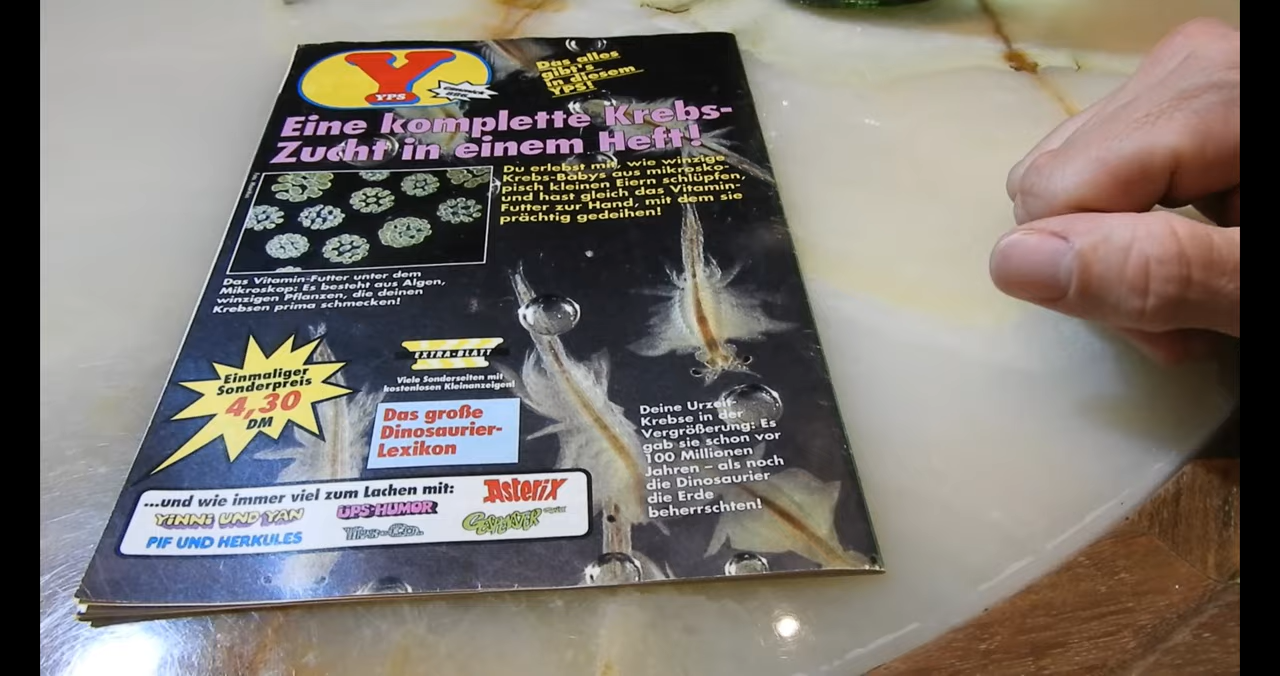 Y
YPS
Das alles
gibt's
in diesem
YPS!
Eine komplette Krebs-
Zucht in einem Heft!
Du erlebst mit, wie winzige
Krebs-Babys aus mikrosko-
pisch kleinen Eiern schlüpfen,
und hast gleich das Vitamin-
Futter zur Hand, mit dem sie
prächtig gedeihen!
Das Vitamin-Futter unter dem
Mikroskop: Es besteht aus Algen,
winzigen Pflanzen, die deinen
Krebsen prima schmecken!
Einmaliger
Sonderpreis
4,30
DM
EXTRA-BLATT
Viele Sonderseiten mit
kostenlosen Kleinanzeigen!
Das große
Dinosaurier-
Lexikon
Deine Urzeit-
Krebse in der
Vergrößerung: Es
gab sie schon vor
100 Millionen
Jahren – als noch
die Dinosaurier
die Erde
beherrschten!
...und wie immer viel zum Lachen mit:
Asterix
YINNI UND YAN
UPS-HUMOR
PIF UND HERKULES